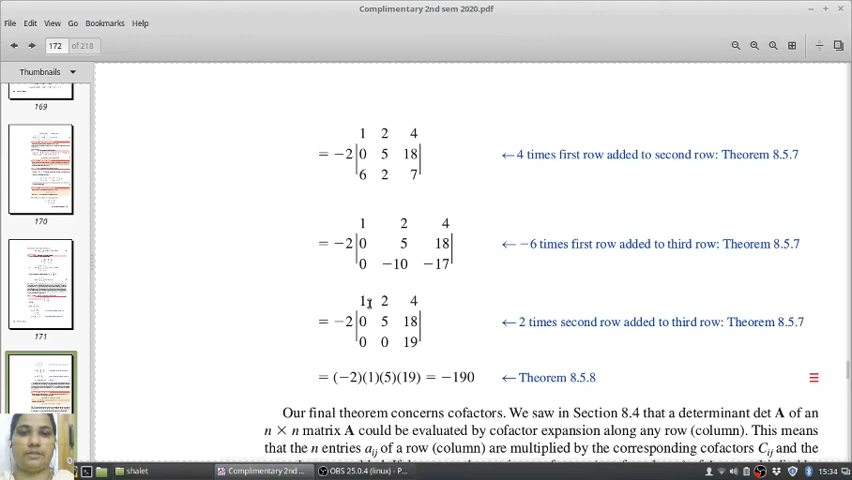 Complimentary 2nd sem 2020.pdf
File Edit View Go Bookmarks Help
172 of 218
Thumbnails
169
170
171
1 2 4
= −2 0 5 18 ← 4 times first row added to second row: Theorem 8.5.7
6 2 7
1 2 4
= −2 0 5 18 ← −6 times first row added to third row: Theorem 8.5.7
0 −10 −17
1 2 4
= −2 0 5 18 ← 2 times second row added to third row: Theorem 8.5.7
0 0 19
= (−2)(1)(5)(19) = −190 ← Theorem 8.5.8
Our final theorem concerns cofactors. We saw in Section 8.4 that a determinant det A of an
n × n matrix A could be evaluated by cofactor expansion along any row (column). This means
that the n entries aij of a row (column) are multiplied by the corresponding cofactors Cij and the
shalet Complimentary 2nd ... OBS 25.0.4 (linux) - P... 15:34